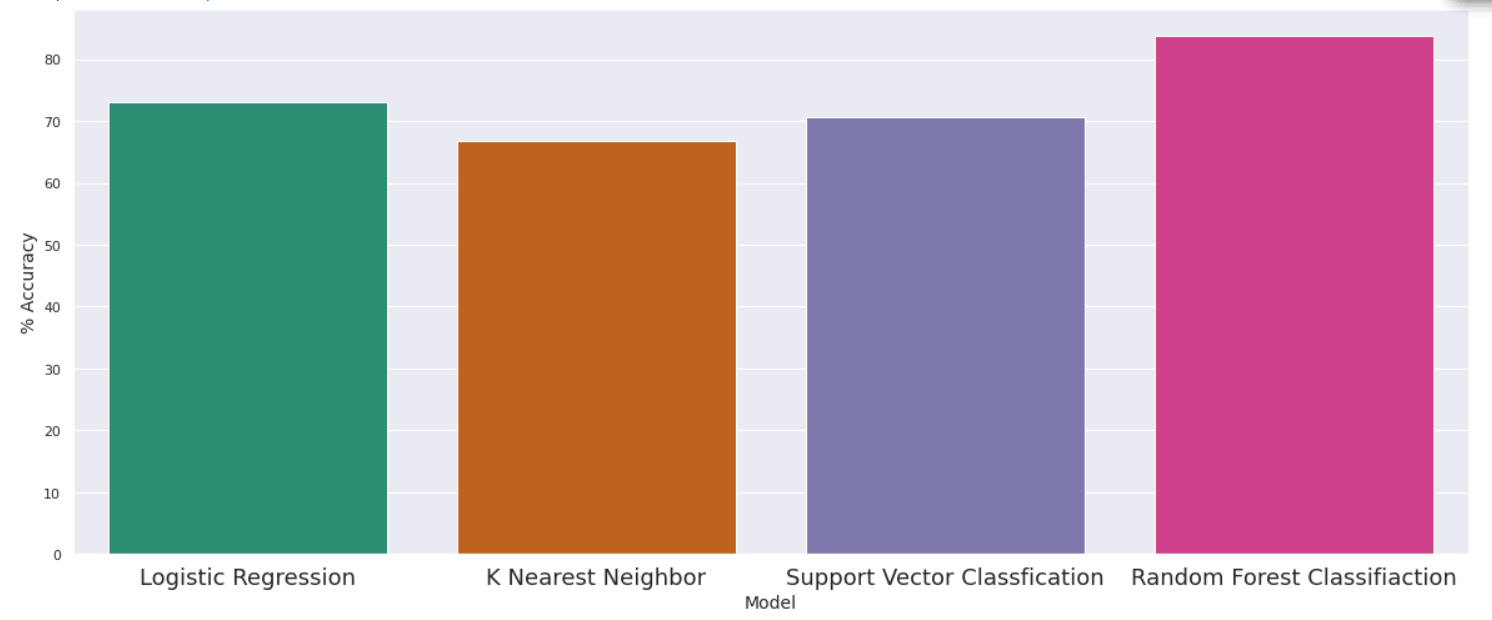 % Accuracy
80
70
60
50
40
30
20
10
0
Logistic Regression
K Nearest Neighbor
Support Vector Classfication
Random Forest Classifiaction
Model